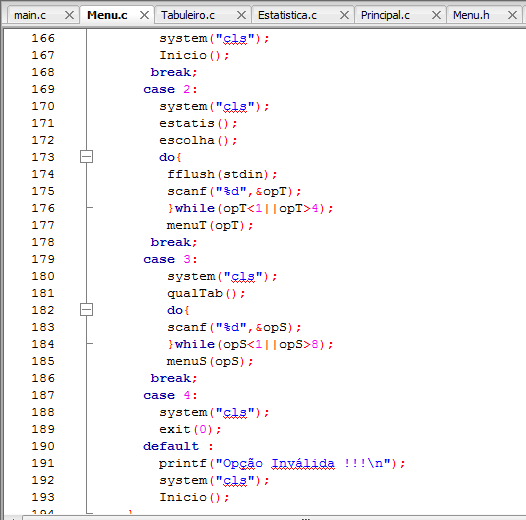 main.c Menu.c Tabuleiro.c Estatistica.c Principal.c Menu.h
166 system("cls");
167 Inicio();
168 break;
169 case 2:
170 system("cls");
171 estatis();
172 escolha();
173 do{
174 fflush(stdin);
175 scanf("%d",&opT);
176 }while(opT<1||opT>4);
177 menuT(opT);
178 break;
179 case 3:
180 system("cls");
181 qualTab();
182 do{
183 scanf("%d",&opS);
184 }while(opS<1||opS>8);
185 menuS(opS);
186 break;
187 case 4:
188 system("cls");
189 exit(0);
190 default :
191 printf("Opção Inválida !!!\n");
192 system("cls");
193 Inicio();
194 }